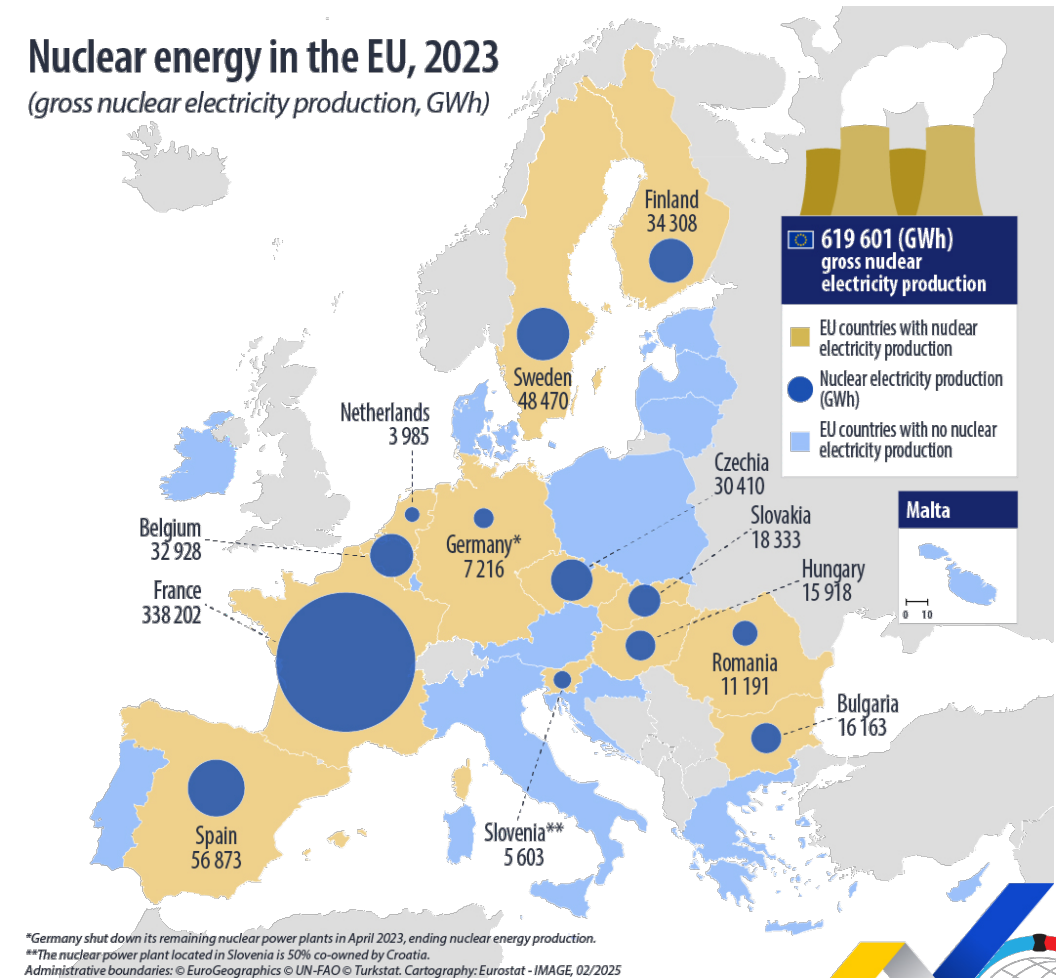 Nuclear energy in the EU, 2023
(gross nuclear electricity production, GWh)
Finland
34 308
619 601 (GWh)
gross nuclear
electricity production
EU countries with nuclear
electricity production
Nuclear electricity production
(GWh)
EU countries with no nuclear
electricity production
Sweden
48 470
Netherlands
3 985
Czechia
30 410
Malta
0 10
Slovakia
18 333
Belgium
32 928
Germany*
7 216
Hungary
15 918
France
338 202
Romania
11 191
Bulgaria
16 163
Spain
56 873
Slovenia**
5 603
*Germany shut down its remaining nuclear power plants in April 2023, ending nuclear energy production.
**The nuclear power plant located in Slovenia is 50% co-owned by Croatia.
Administrative boundaries: © EuroGeographics © UN-FAO © Turkstat. Cartography: Eurostat - IMAGE, 02/2025